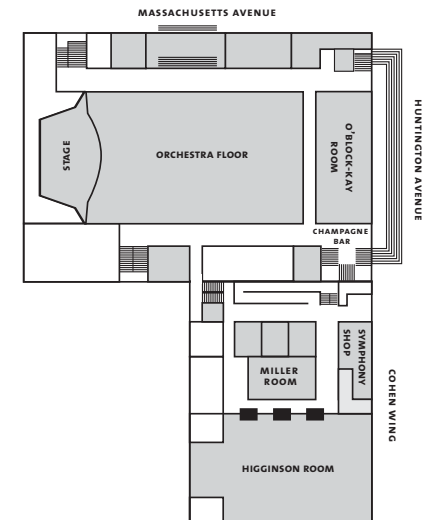 MASSACHUSETTS AVENUE
HUNTINGTON AVENUE
STAGE
ORCHESTRA FLOOR
O'BLOCK-KAY
ROOM
CHAMPAGNE
BAR
SYMPHONY
SHOP
MILLER
ROOM
COHEN WING
HIGGINSON ROOM